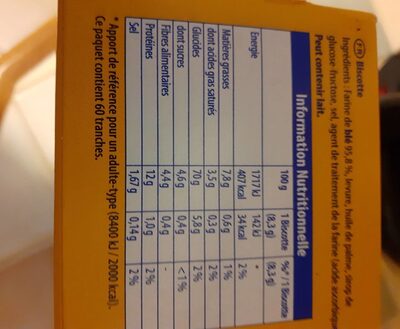 FR Biscotte
Ingrédients : Farine de blé 95,8 %, levure, huile de palme, sirop de
glucose-fructose, sel, agent de traitement de la farine (acide ascorbique
Peut contenir lait.
Information Nutritionnelle
100 g 1 Biscotte (8,3 g) %* / 1 Biscotte (8,3 g)
Energie 1717 kJ 142 kJ *
407 kcal 34 kcal 2 %
Matières grasses 7,8 g 0,6 g 1 %
dont acides gras saturés 3,5 g 0,3 g 2 %
Glucides 70 g 5,8 g 2 %
dont sucres 4,6 g 0,4 g <1 %
Fibres alimentaires 4,4 g 0,4 g -
Protéines 12 g 1,0 g 2 %
Sel 1,67 g 0,14 g 2 %
* Apport de référence pour un adulte-type (8400 kJ / 2000 kcal).
Ce paquet contient 60 tranches.